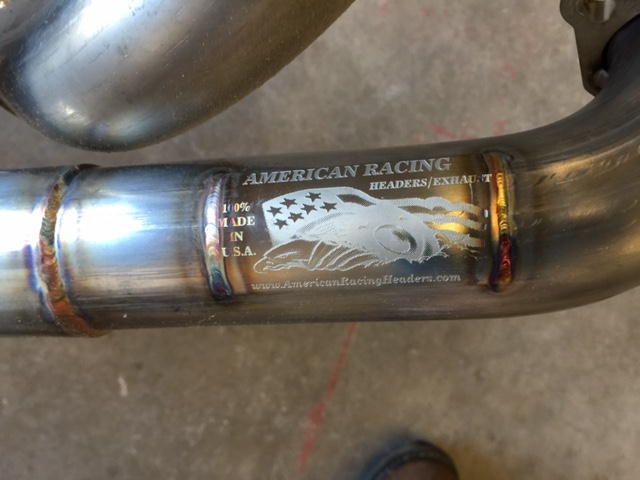 AMERICAN RACING
HEADERS/EXHAUST
100%
MADE
IN
U.S.A.
www.AmericanRacingHeaders.com